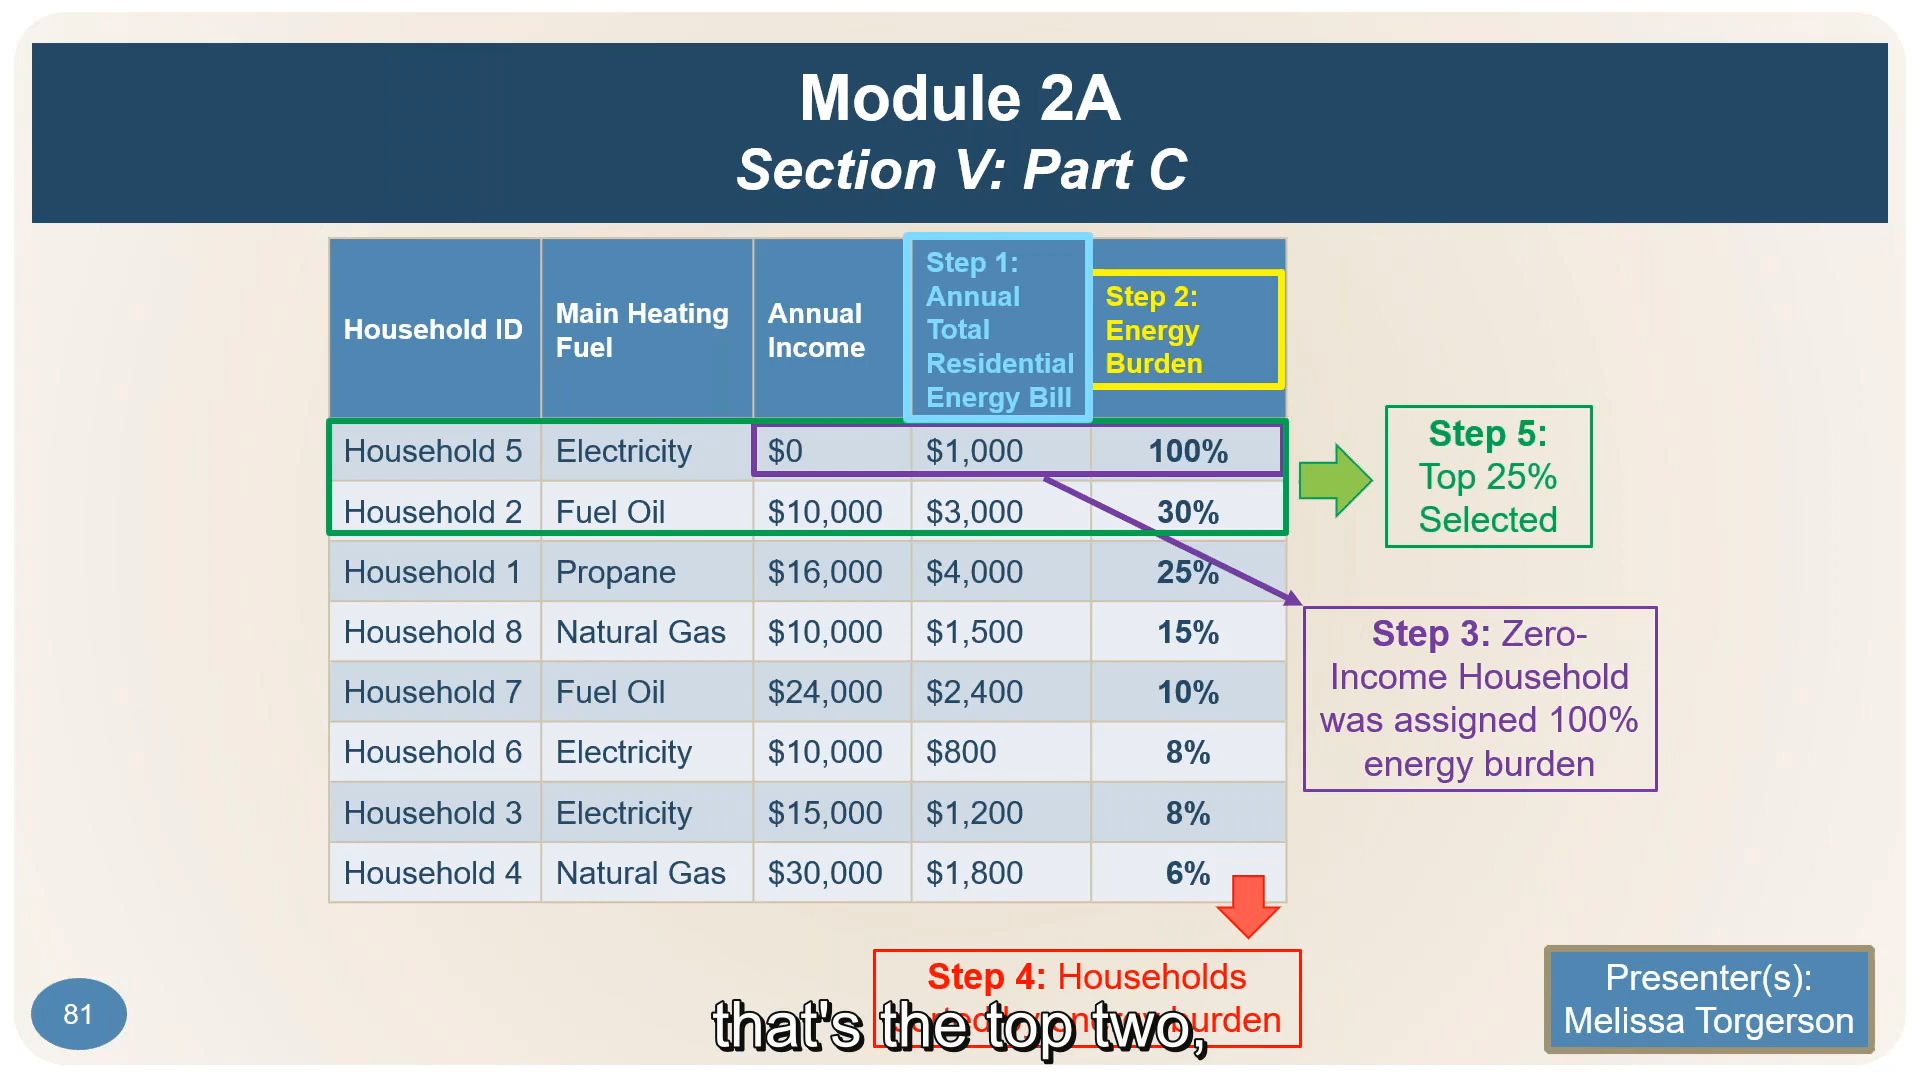 Module 2A
Section V: Part C
Household ID
Main Heating
Fuel
Annual
Income
Step 1:
Annual
Total
Residential
Energy Bill
Step 2:
Energy
Burden
Household 5 Electricity $0 $1,000 100%
Household 2 Fuel Oil $10,000 $3,000 30%
Household 1 Propane $16,000 $4,000 25%
Household 8 Natural Gas $10,000 $1,500 15%
Household 7 Fuel Oil $24,000 $2,400 10%
Household 6 Electricity $10,000 $800 8%
Household 3 Electricity $15,000 $1,200 8%
Household 4 Natural Gas $30,000 $1,800 6%
Step 5:
Top 25%
Selected
Step 3: Zero-
Income Household
was assigned 100%
energy burden
Step 4: Households
burden
that's the top two,
81
Presenter(s):
Melissa Torgerson